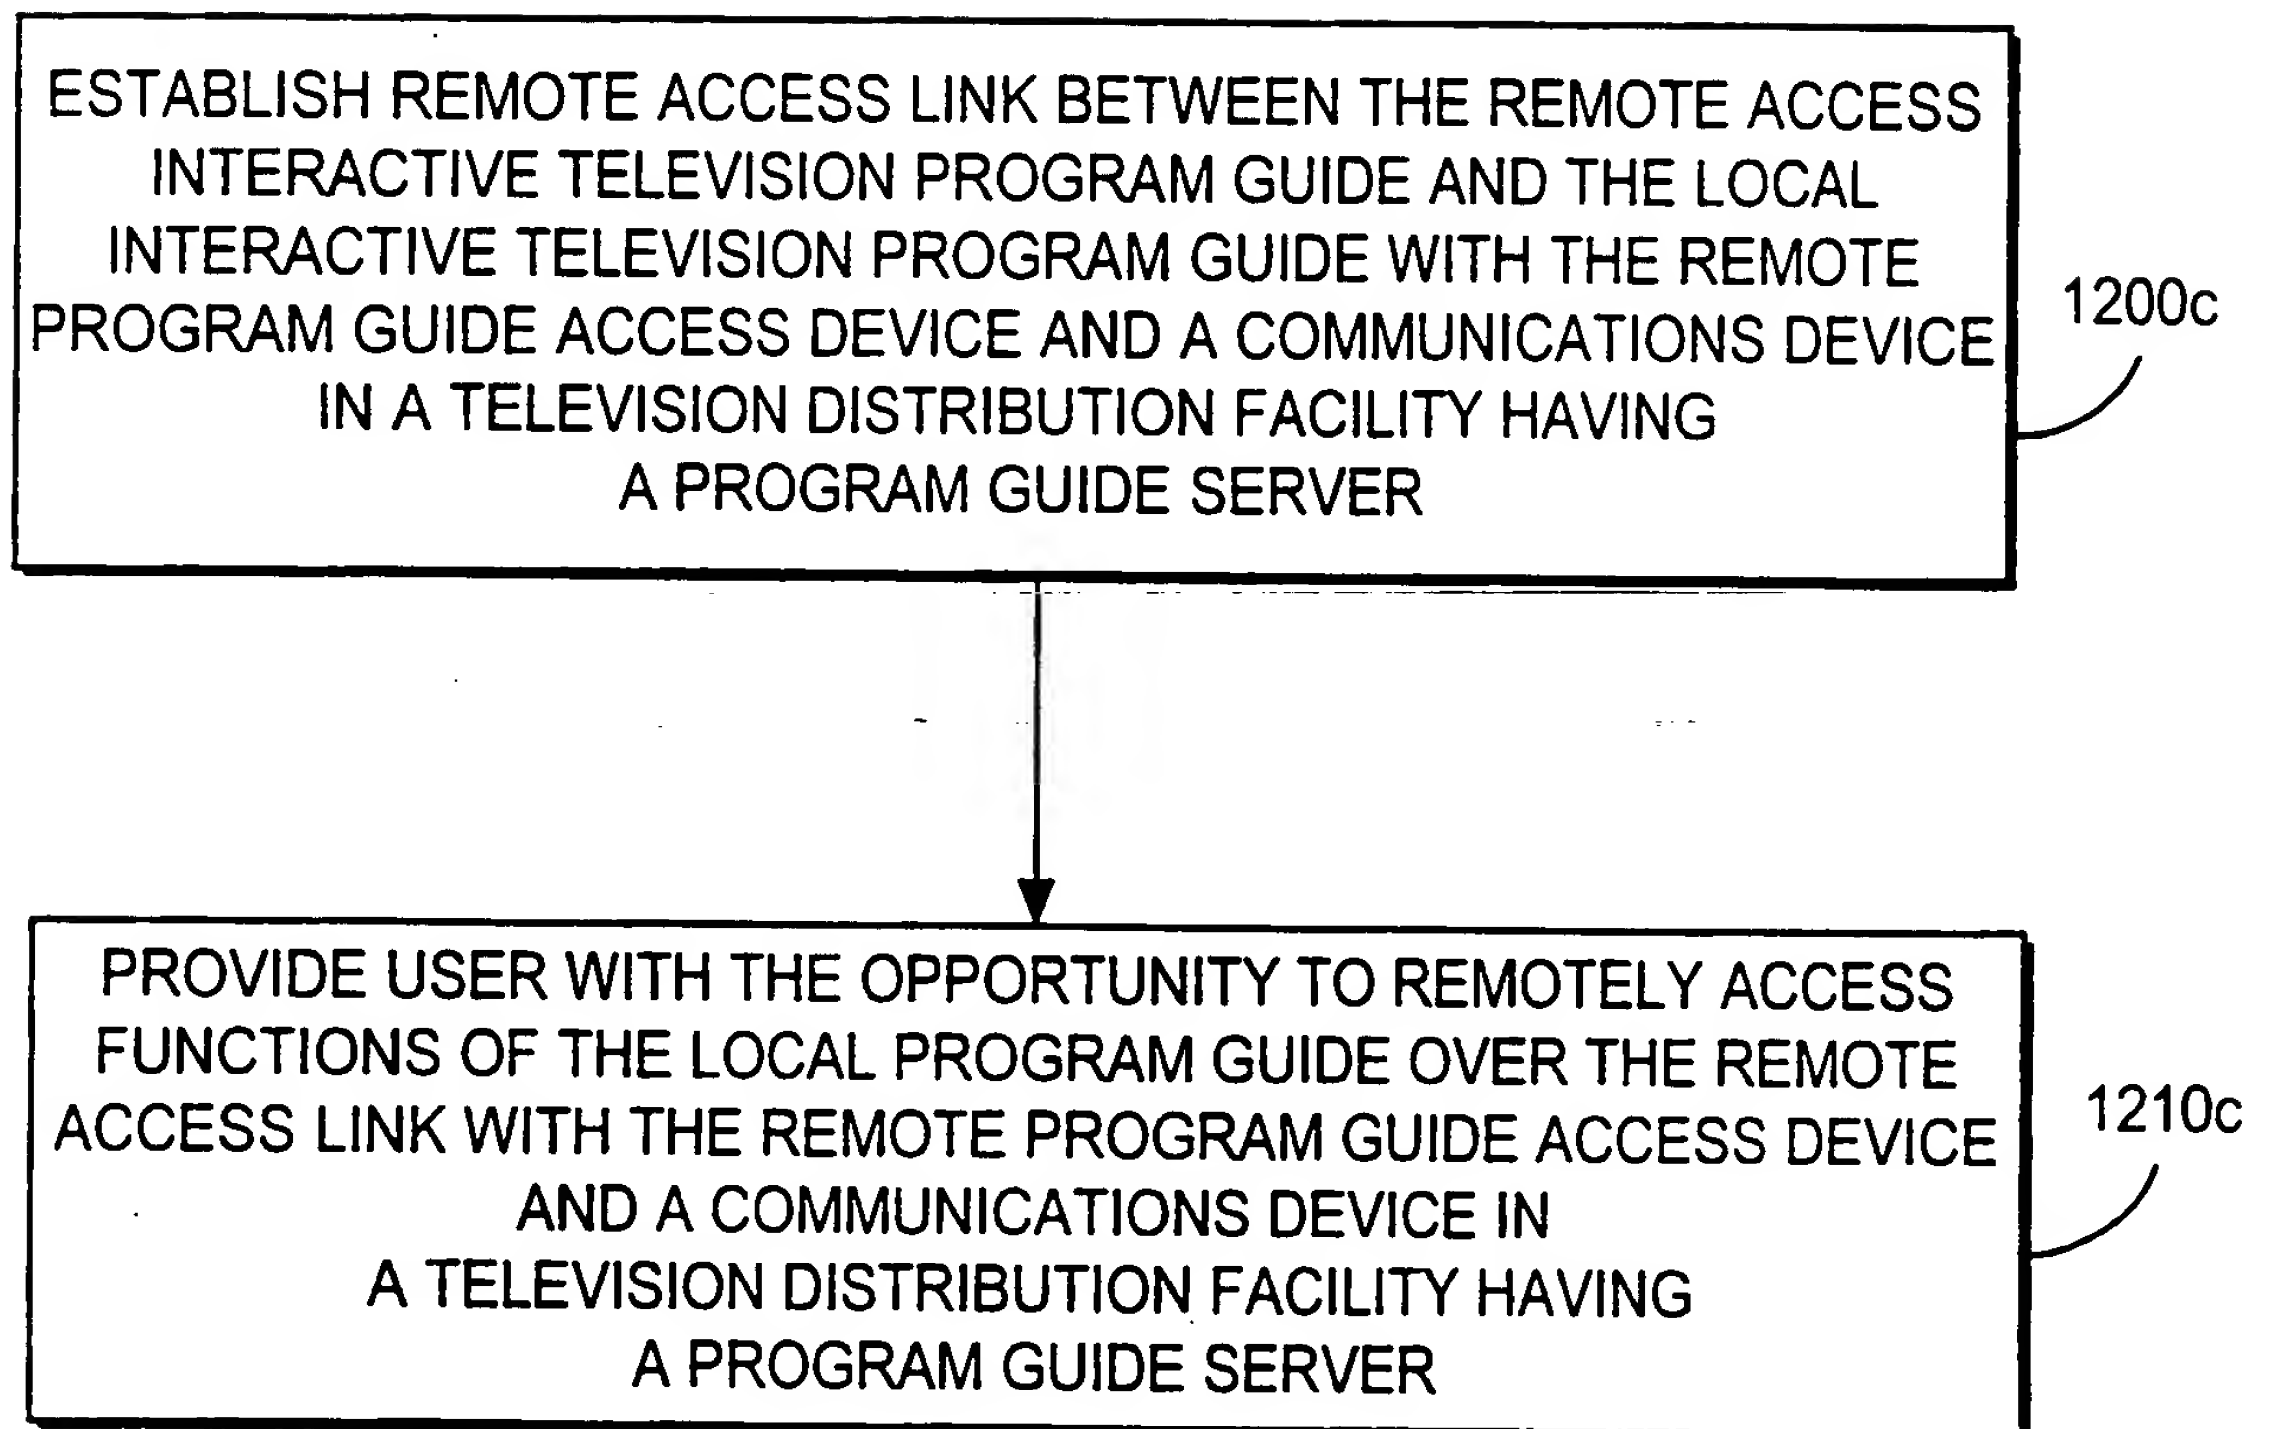 ESTABLISH REMOTE ACCESS LINK BETWEEN THE REMOTE ACCESS
INTERACTIVE TELEVISION PROGRAM GUIDE AND THE LOCAL
INTERACTIVE TELEVISION PROGRAM GUIDE WITH THE REMOTE
PROGRAM GUIDE ACCESS DEVICE AND A COMMUNICATIONS DEVICE
IN A TELEVISION DISTRIBUTION FACILITY HAVING
A PROGRAM GUIDE SERVER
1200c
PROVIDE USER WITH THE OPPORTUNITY TO REMOTELY ACCESS
FUNCTIONS OF THE LOCAL PROGRAM GUIDE OVER THE REMOTE
ACCESS LINK WITH THE REMOTE PROGRAM GUIDE ACCESS DEVICE
AND A COMMUNICATIONS DEVICE IN
A TELEVISION DISTRIBUTION FACILITY HAVING
A PROGRAM GUIDE SERVER
1210c